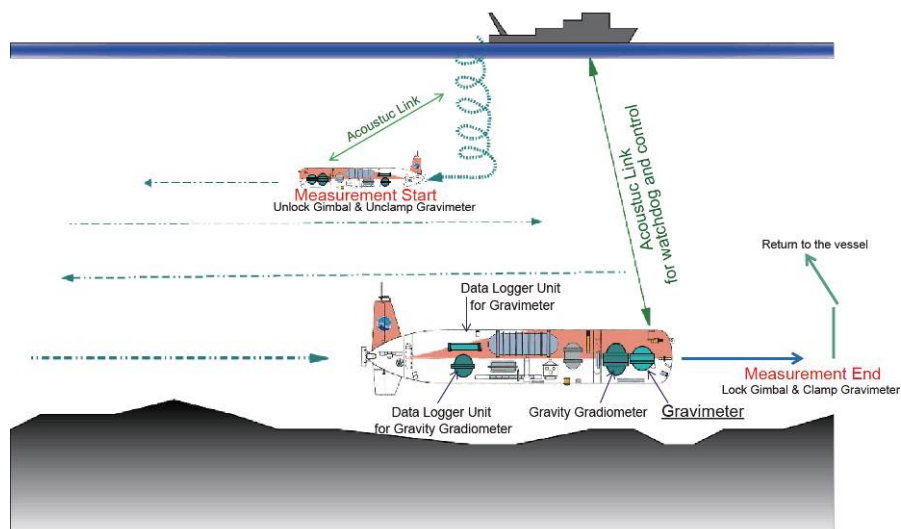 Acoustuc Link
Measurement Start
Unlock Gimbal & Unclamp Gravimeter
Acoustuc Link
for watchdog and control
Return to the vessel
Data Logger Unit
for Gravimeter
Measurement End
Lock Gimbal & Clamp Gravimeter
Data Logger Unit
for Gravity Gradiometer
Gravity Gradiometer
Gravimeter